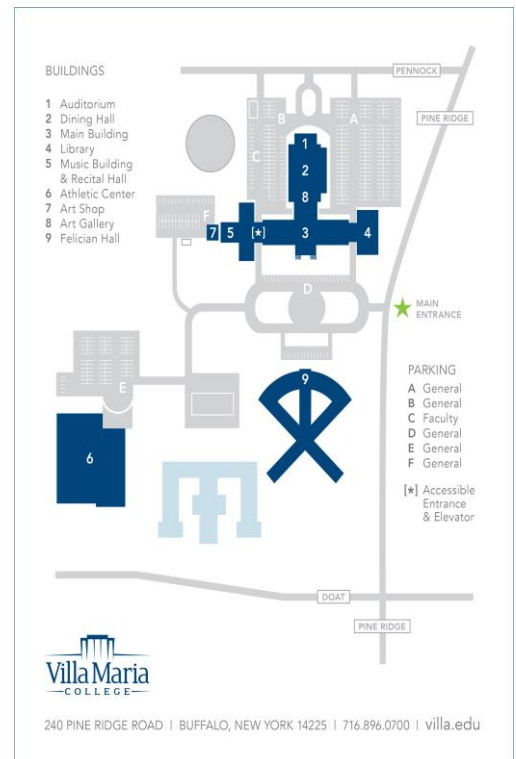 BUILDINGS
1 Auditorium
2 Dining Hall
3 Main Building
4 Library
5 Music Building
& Recital Hall
6 Athletic Center
7 Art Shop
8 Art Gallery
9 Felician Hall
PENNOCK
PINE RIDGE
B
A
C
1
2
8
F
7
5
[*]
3
4
D
MAIN
ENTRANCE
E
9
6
PARKING
A General
B General
C Faculty
D General
E General
F General
[*] Accessible
Entrance
& Elevator
DOAT
PINE RIDGE
Villa Maria
COLLEGE
240 PINE RIDGE ROAD | BUFFALO, NEW YORK 14225 | 716.896.0700 | villa.edu